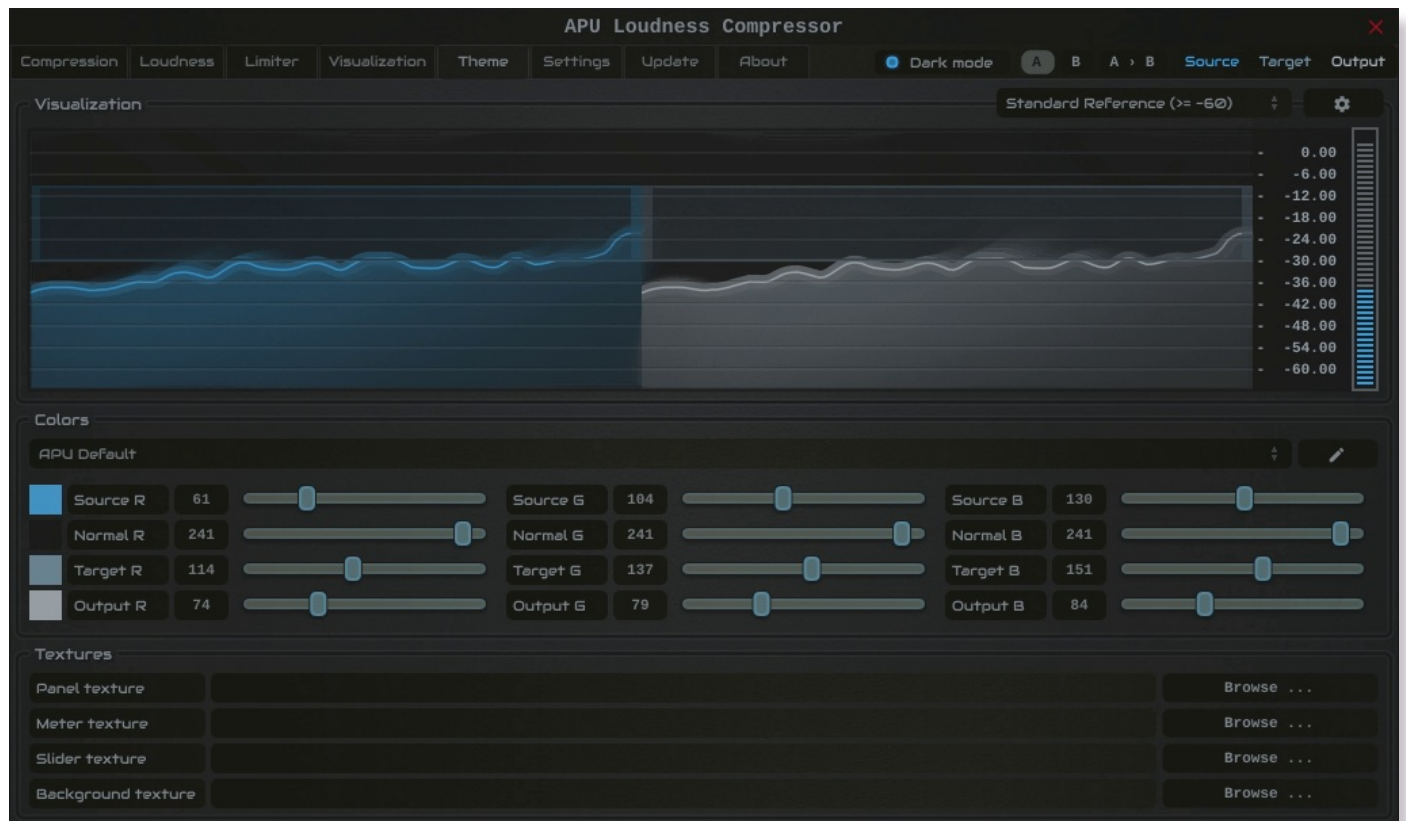 APU Loudness Compressor
Compression Loudness Limiter Visualization Theme Settings Update About Dark mode A B A › B Source Target Output
Visualization Standard Reference (>= -60)
- 0.00
- -6.00
- -12.00
- -18.00
- -24.00
- -30.00
- -36.00
- -42.00
- -48.00
- -54.00
- -60.00
Colors
APU Default
Source R 61 Source G 104 Source B 130
Normal R 241 Normal G 241 Normal B 241
Target R 114 Target G 137 Target B 151
Output R 74 Output G 79 Output B 84
Textures
Panel texture Browse ...
Meter texture Browse ...
Slider texture Browse ...
Background texture Browse ...